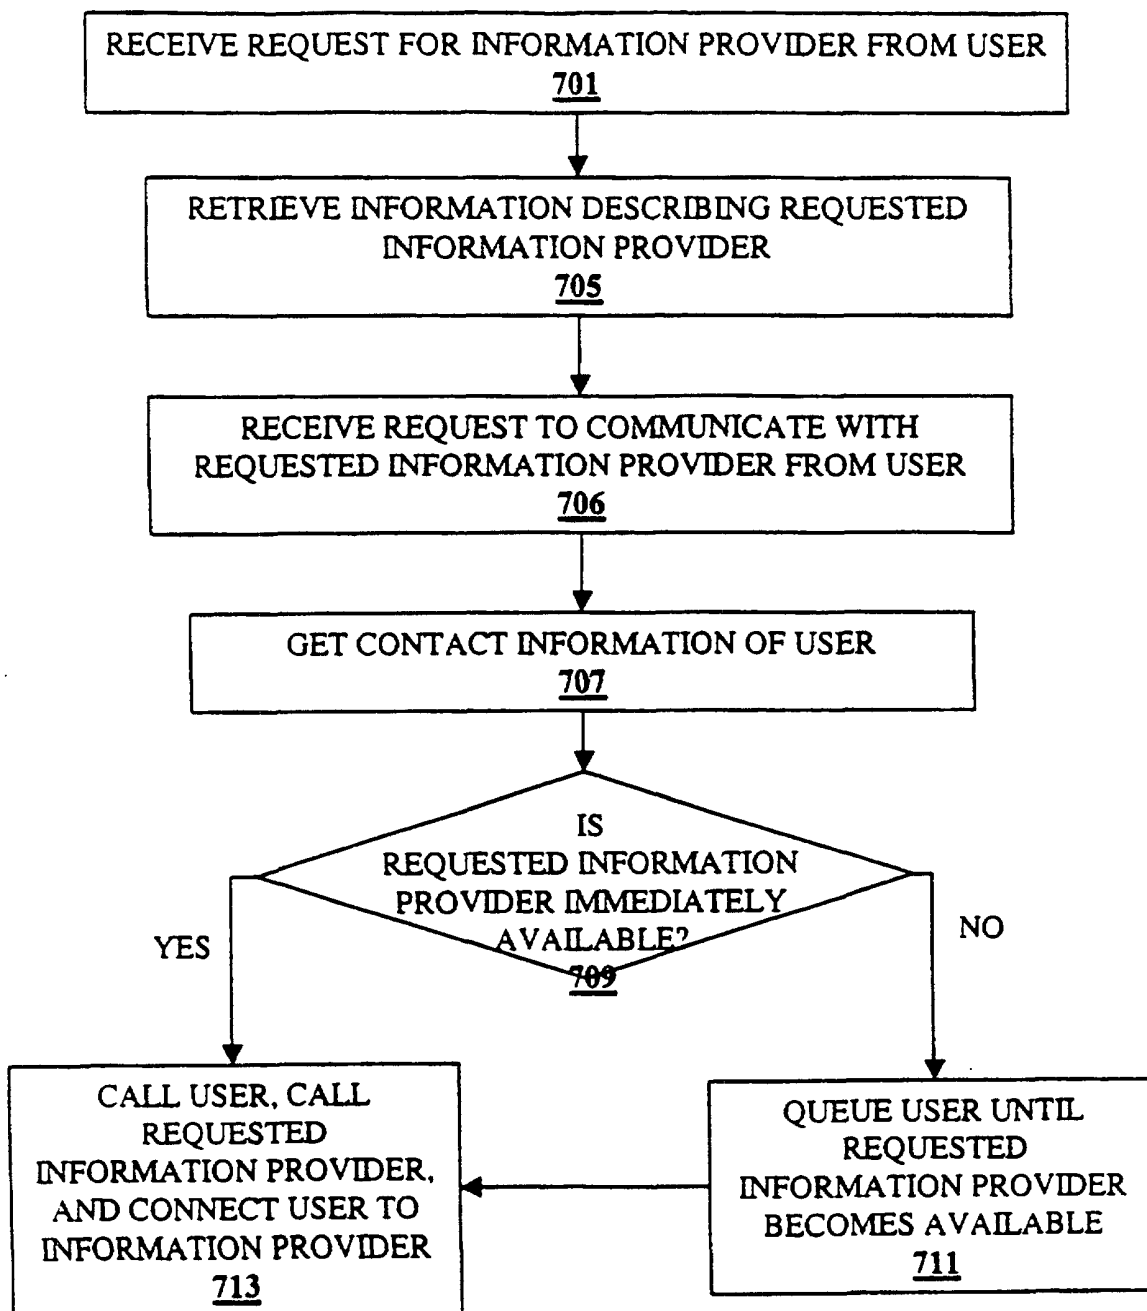 RECEIVE REQUEST FOR INFORMATION PROVIDER FROM USER
701
RETRIEVE INFORMATION DESCRIBING REQUESTED
INFORMATION PROVIDER
705
RECEIVE REQUEST TO COMMUNICATE WITH
REQUESTED INFORMATION PROVIDER FROM USER
706
GET CONTACT INFORMATION OF USER
707
IS
REQUESTED INFORMATION
PROVIDER IMMEDIATELY
AVAILABLE?
709
YES
NO
CALL USER, CALL
REQUESTED
INFORMATION PROVIDER,
AND CONNECT USER TO
INFORMATION PROVIDER
713
QUEUE USER UNTIL
REQUESTED
INFORMATION PROVIDER
BECOMES AVAILABLE
711